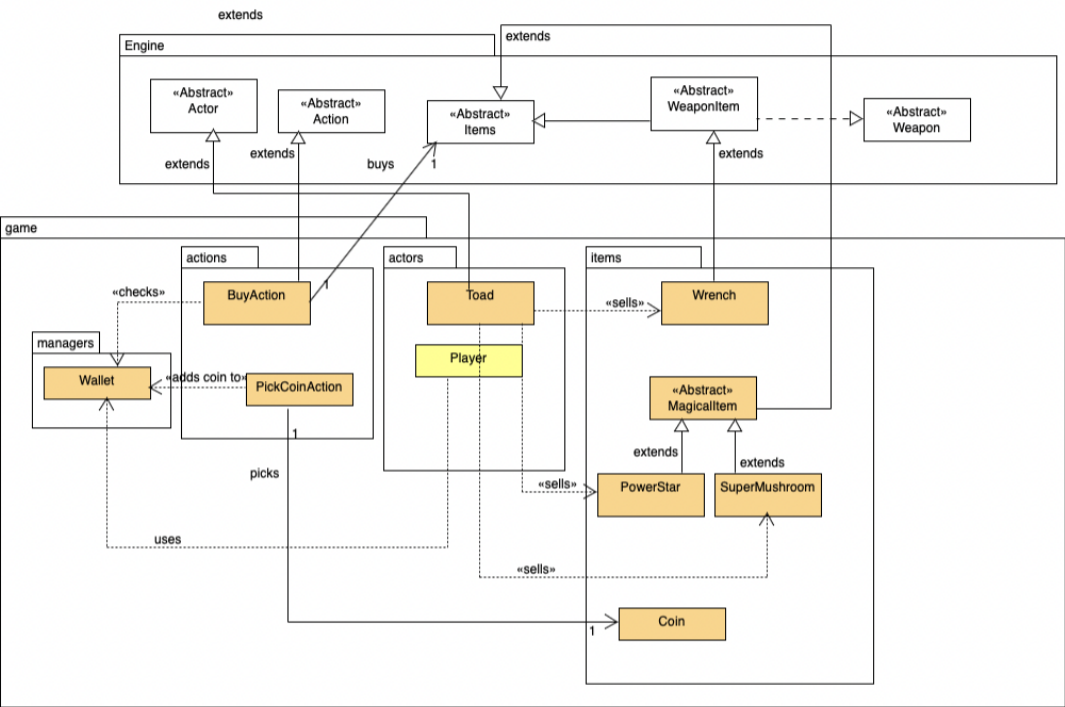 extends
extends
Engine
«Abstract»
Actor
«Abstract»
Action
«Abstract»
Items
«Abstract»
WeaponItem
«Abstract»
Weapon
extends
extends
buys
1
extends
game
actions
actors
items
«checks»
BuyAction
1
Toad
«sells»
Wrench
managers
Wallet
«adds coin to»
PickCoinAction
Player
«Abstract»
MagicalItem
1
picks
extends
extends
«sells»
PowerStar
SuperMushroom
uses
«sells»
1
Coin